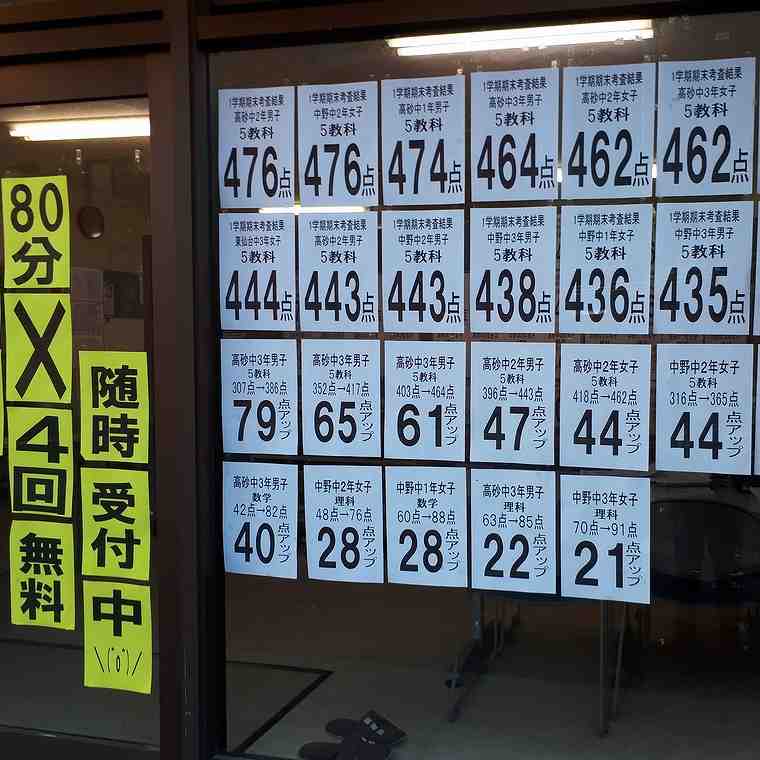 80
分
×
4
回
無
料
随
時
受
付
中
\(^o^)/
1学期期末考査結果
高砂中2年男子
5教科
476点
1学期期末考査結果
中野中2年女子
5教科
476点
1学期期末考査結果
高砂中1年男子
5教科
474点
1学期期末考査結果
高砂中3年男子
5教科
464点
1学期期末考査結果
高砂中2年女子
5教科
462点
1学期期末考査結果
高砂中3年女子
5教科
462点
1学期期末考査結果
東仙台中3年女子
5教科
444点
1学期期末考査結果
高砂中2年男子
5教科
443点
1学期期末考査結果
中野中2年男子
5教科
443点
1学期期末考査結果
中野中3年男子
5教科
438点
1学期期末考査結果
中野中1年女子
5教科
436点
1学期期末考査結果
中野中3年男子
5教科
435点
高砂中3年男子
5教科
307点→386点
79点アップ
高砂中3年男子
5教科
352点→417点
65点アップ
高砂中3年男子
5教科
403点→464点
61点アップ
高砂中2年男子
5教科
396点→443点
47点アップ
高砂中2年女子
5教科
418点→462点
44点アップ
中野中2年女子
5教科
316点→365点
44点アップ
高砂中3年男子
数学
42点→82点
40点アップ
中野中2年男子
理科
48点→76点
28点アップ
中野中1年女子
数学
60点→88点
28点アップ
高砂中3年男子
理科
63点→85点
22点アップ
中野中3年女子
理科
70点→91点
21点アップ